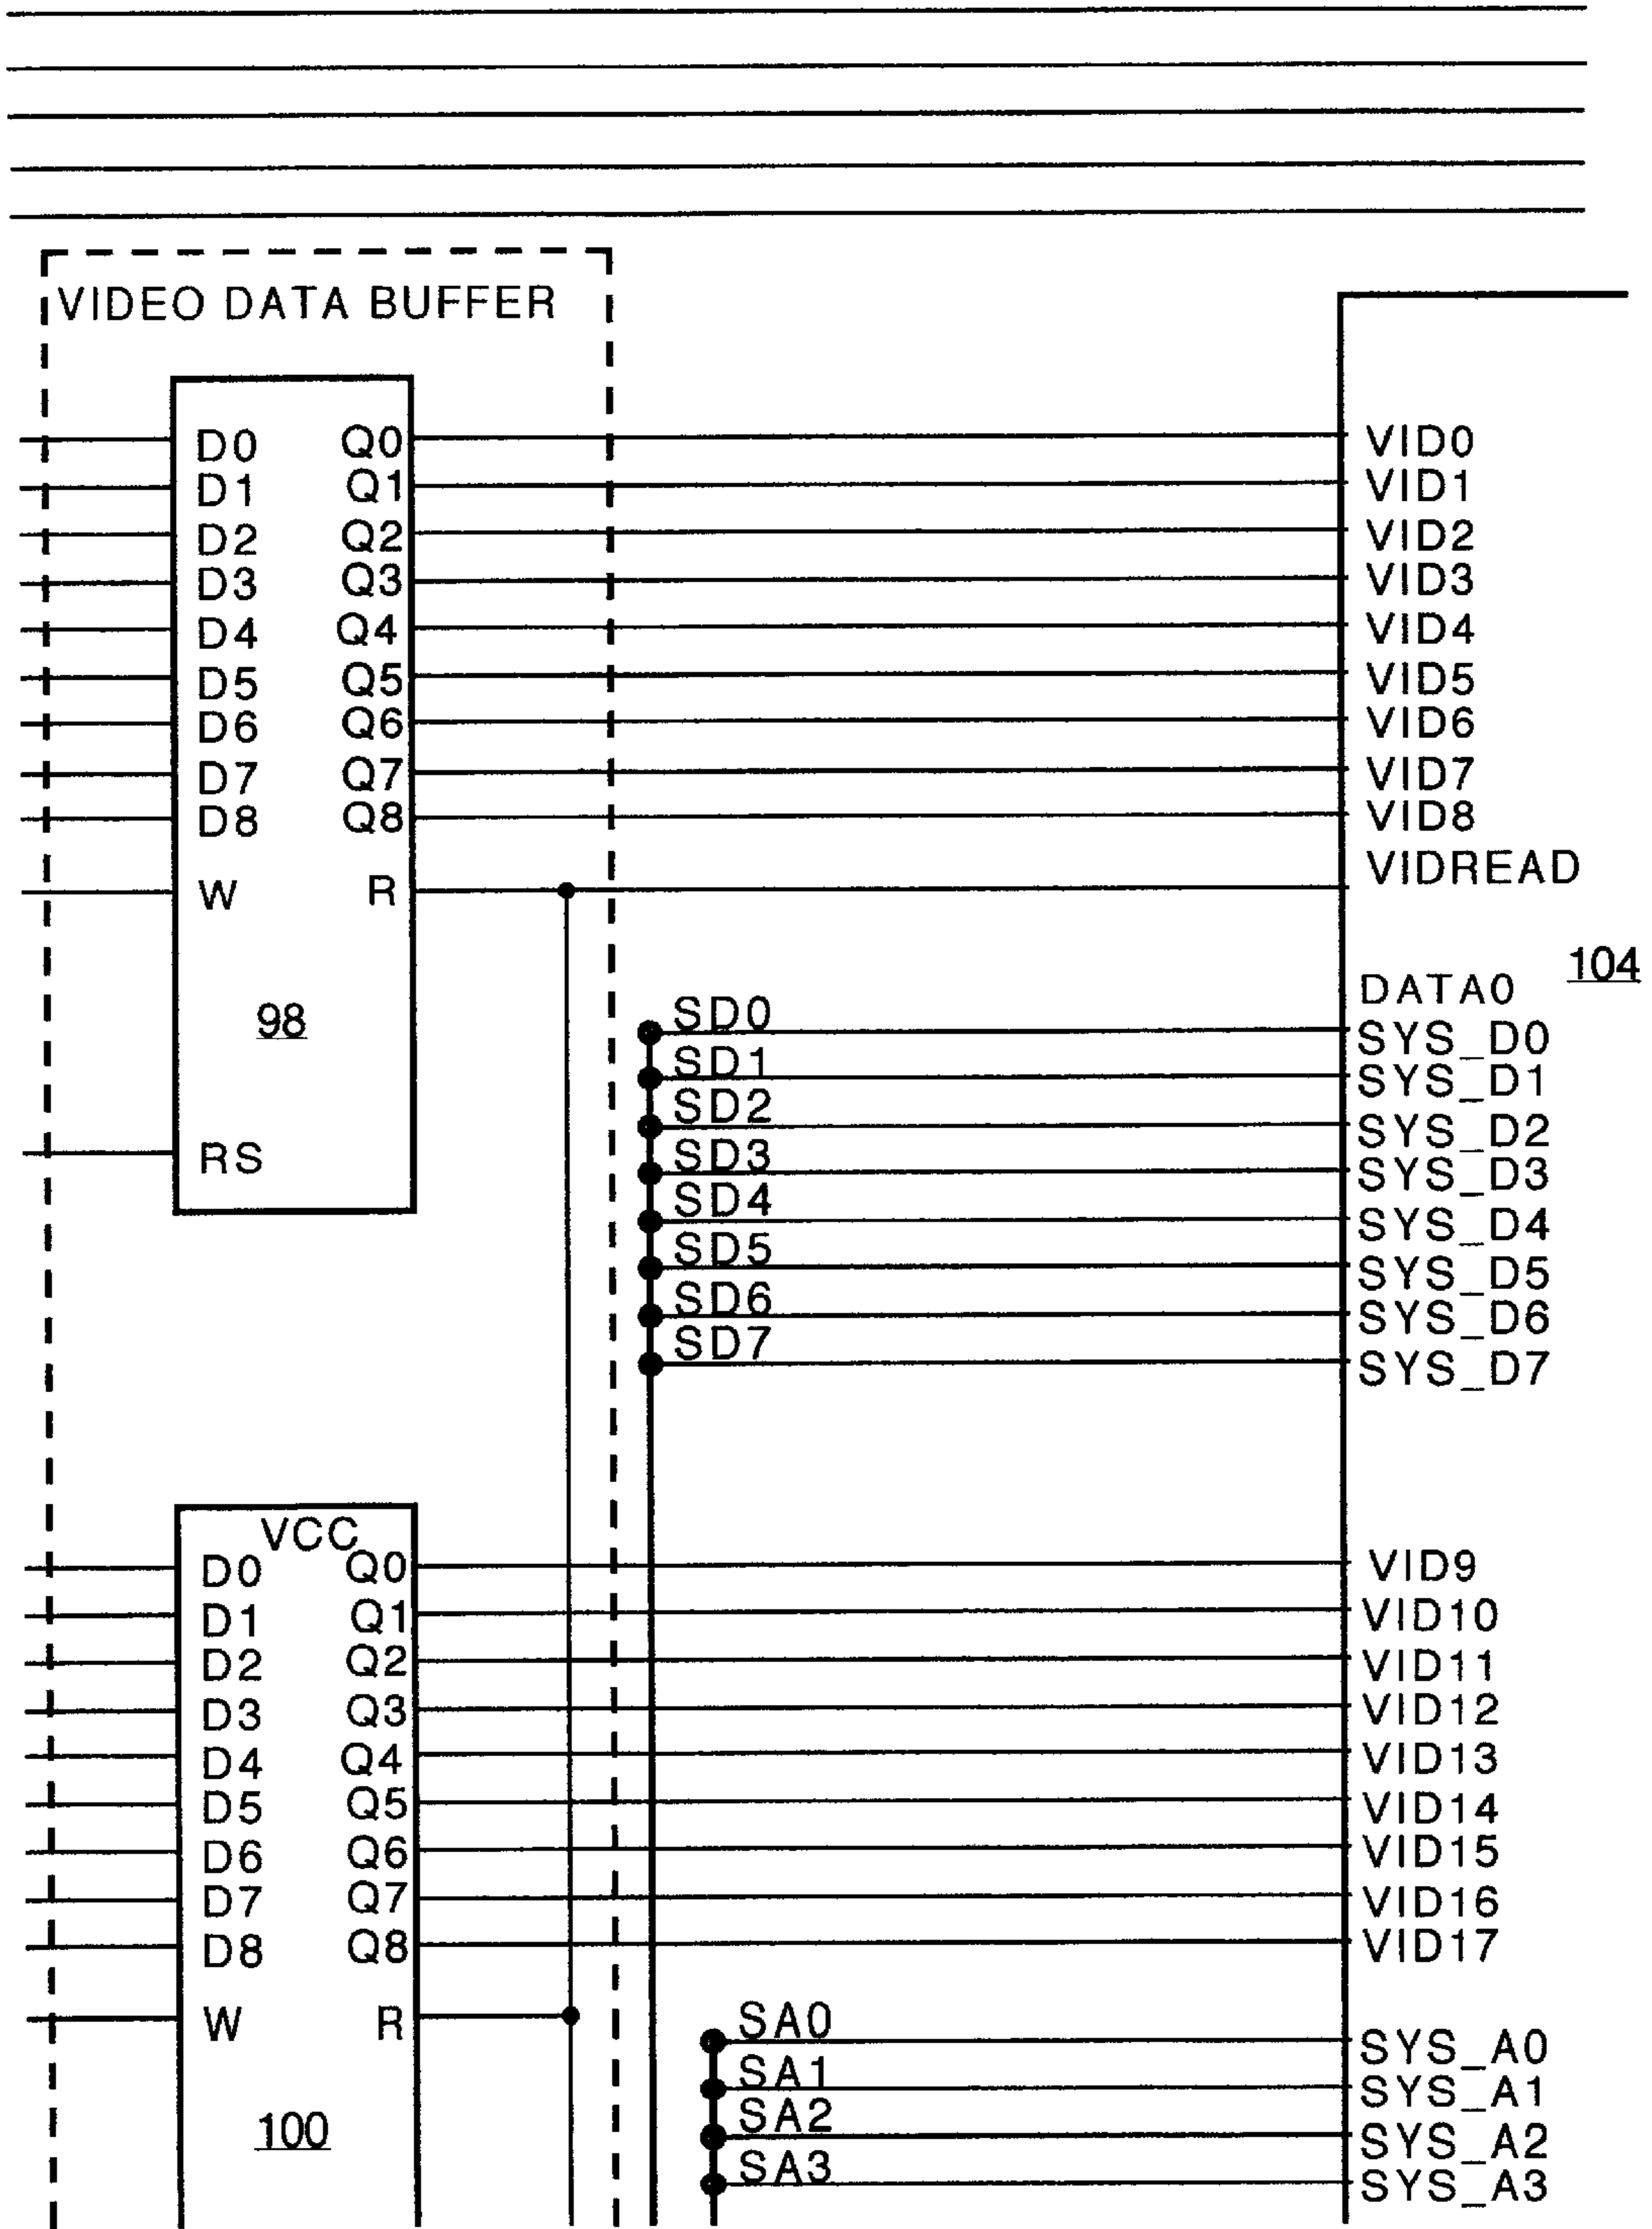 VIDEO DATA BUFFER
D0 Q0 VID0
D1 Q1 VID1
D2 Q2 VID2
D3 Q3 VID3
D4 Q4 VID4
D5 Q5 VID5
D6 Q6 VID6
D7 Q7 VID7
D8 Q8 VID8
W R VIDREAD
104
98
DATA0
SD0 SYS_D0
SD1 SYS_D1
SD2 SYS_D2
RS SD3 SYS_D3
SD4 SYS_D4
SD5 SYS_D5
SD6 SYS_D6
SD7 SYS_D7
VCC
D0 Q0 VID9
D1 Q1 VID10
D2 Q2 VID11
D3 Q3 VID12
D4 Q4 VID13
D5 Q5 VID14
D6 Q6 VID15
D7 Q7 VID16
D8 Q8 VID17
W R
SA0 SYS_A0
SA1 SYS_A1
100
SA2 SYS_A2
SA3 SYS_A3